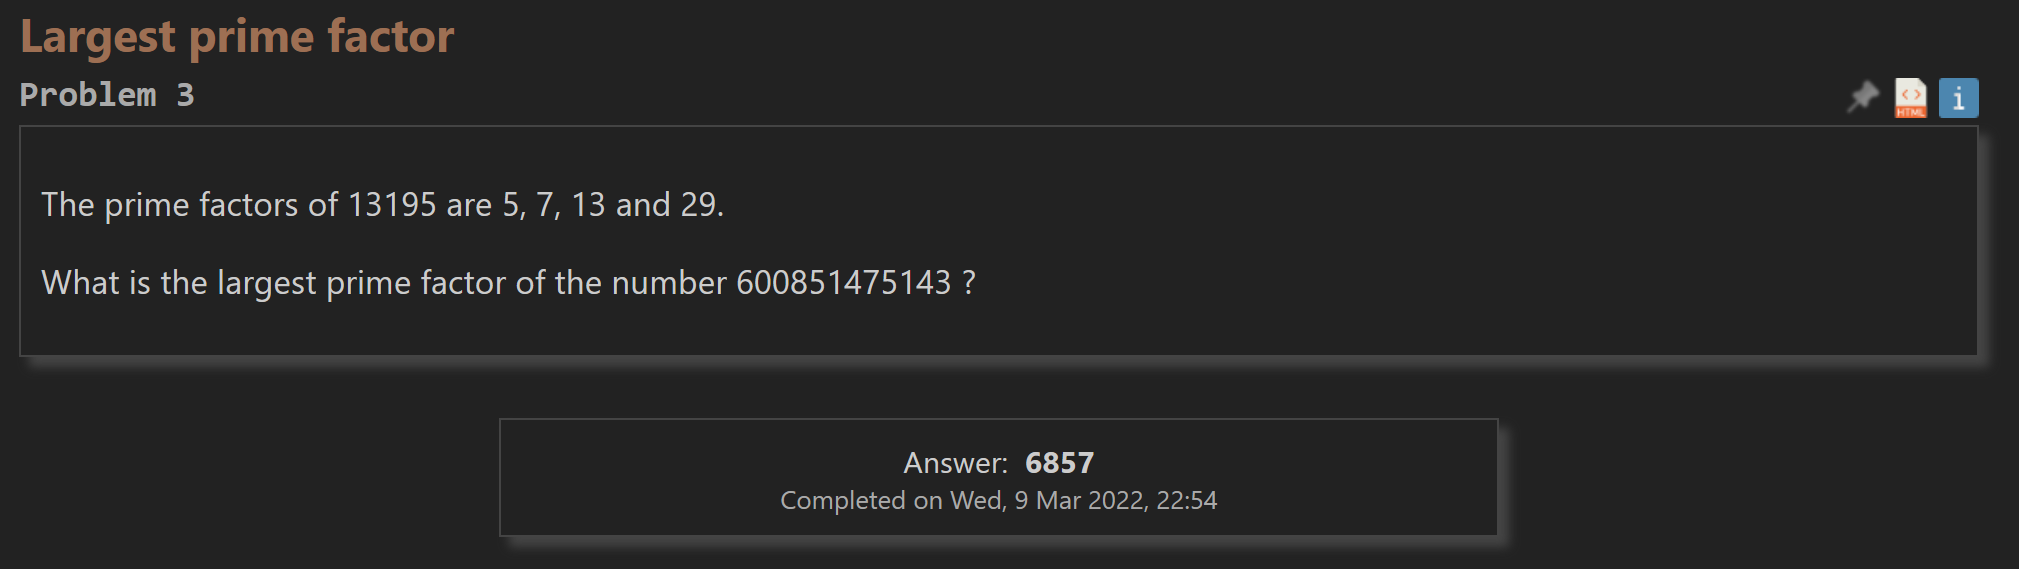 Largest prime factor
Problem 3
HTML
i
The prime factors of 13195 are 5, 7, 13 and 29.
What is the largest prime factor of the number 600851475143 ?
Answer: 6857
Completed on Wed, 9 Mar 2022, 22:54